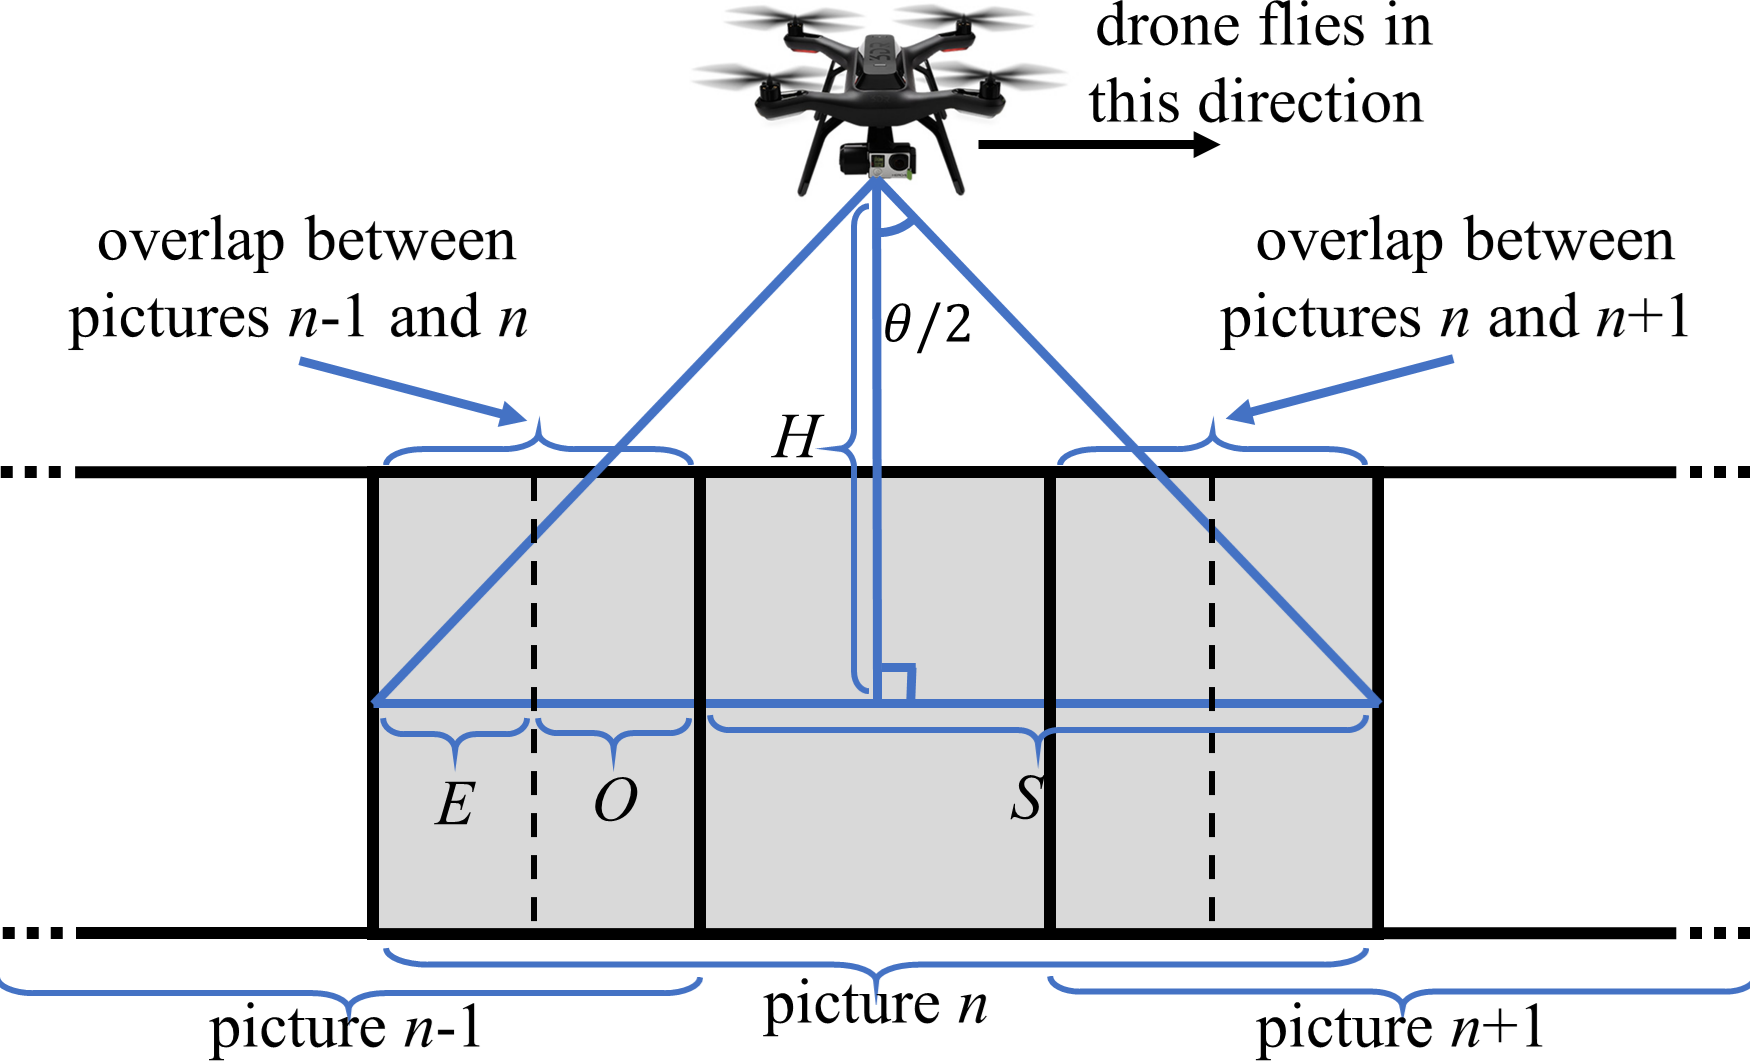 drone flies in
this direction
overlap between
pictures n-1 and n
overlap between
pictures n and n+1
θ/2
H
E
O
S
picture n-1
picture n
picture n+1